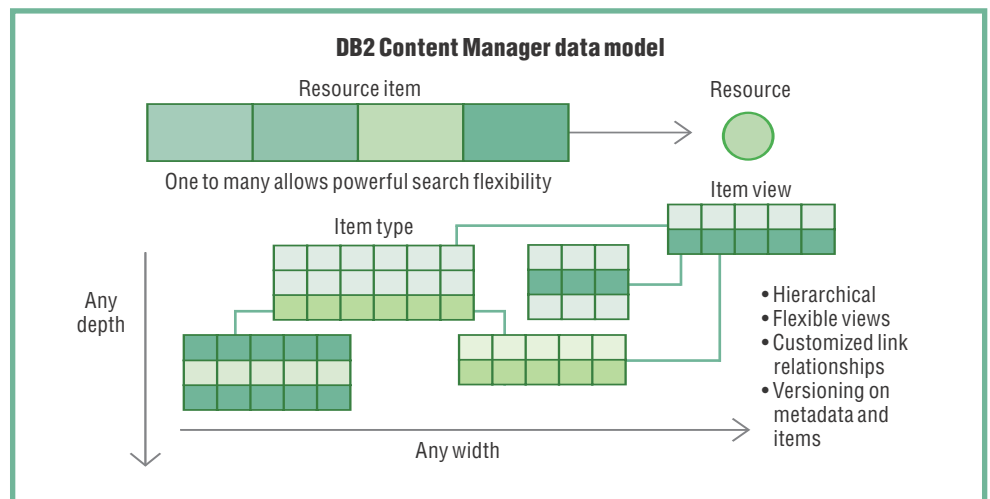 DB2 Content Manager data model
Resource item
Resource
One to many allows powerful search flexibility
Item view
Item type
Any
depth
• Hierarchical
• Flexible views
• Customized link
relationships
• Versioning on
metadata and
items
Any width